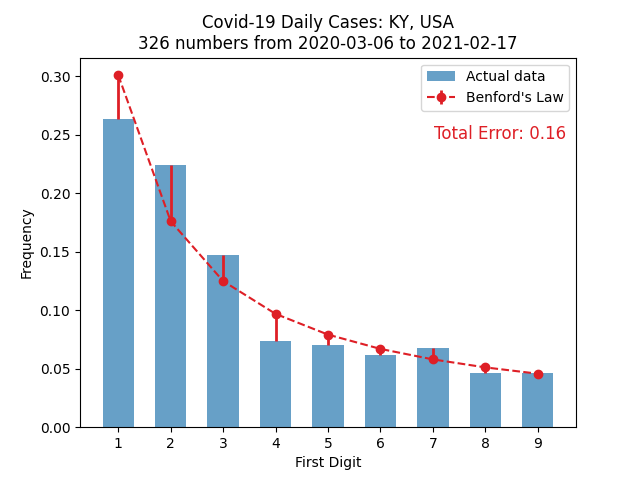 Covid-19 Daily Cases: KY, USA
326 numbers from 2020-03-06 to 2021-02-17
Actual data
Benford's Law
Total Error: 0.16
Frequency
0.30
0.25
0.20
0.15
0.10
0.05
0.00
1 2 3 4 5 6 7 8 9
First Digit